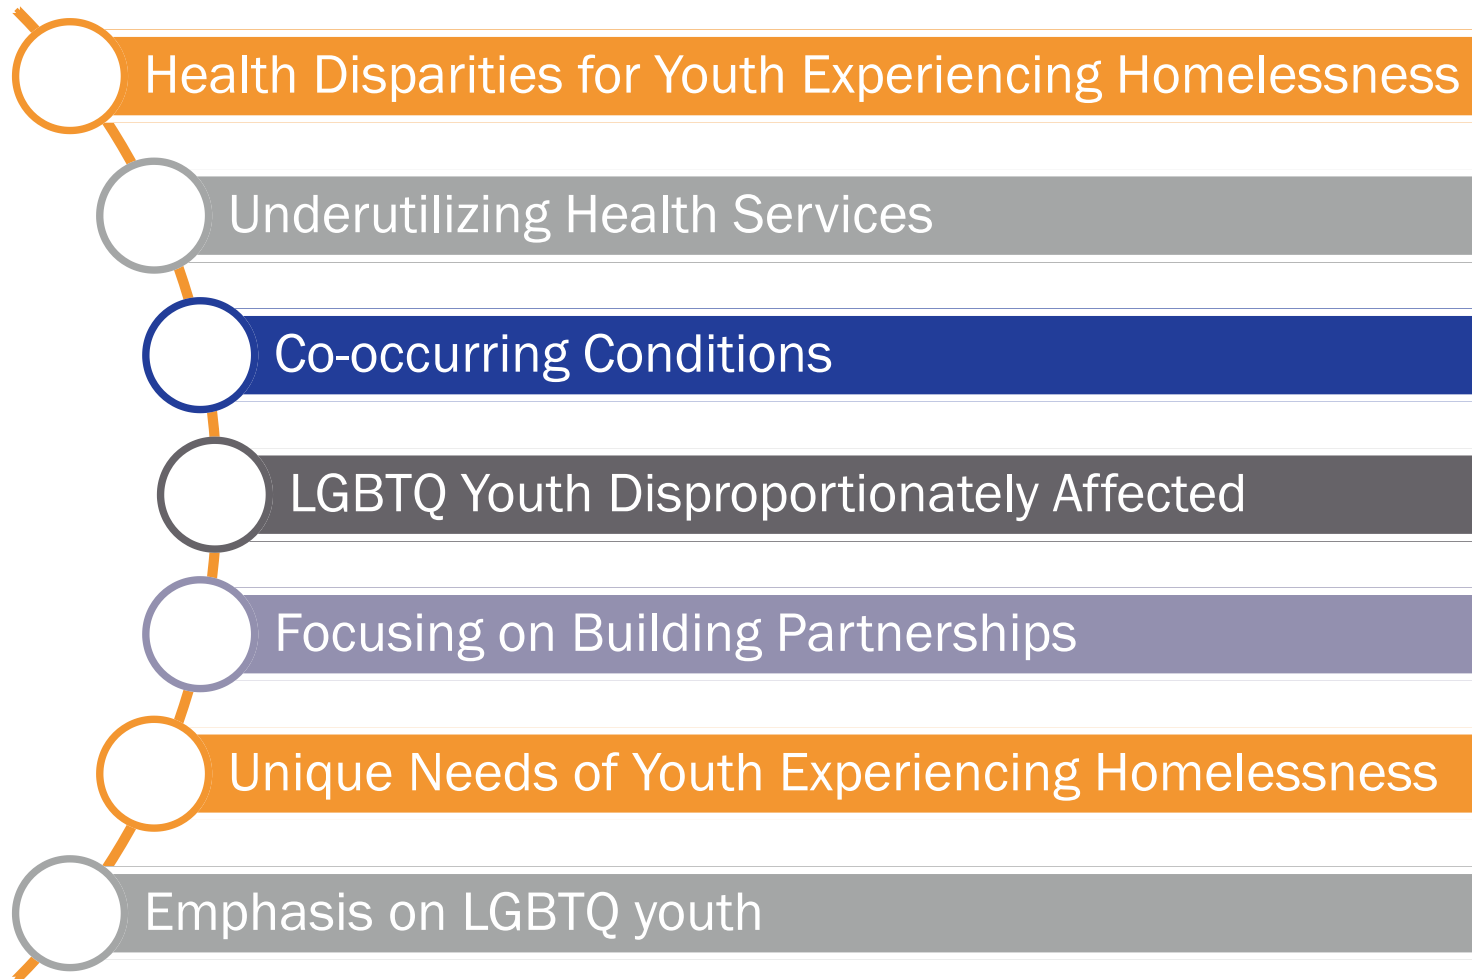 Health Disparities for Youth Experiencing Homelessness
Underutilizing Health Services
Co-occurring Conditions
LGBTQ Youth Disproportionately Affected
Focusing on Building Partnerships
Unique Needs of Youth Experiencing Homelessness
Emphasis on LGBTQ youth